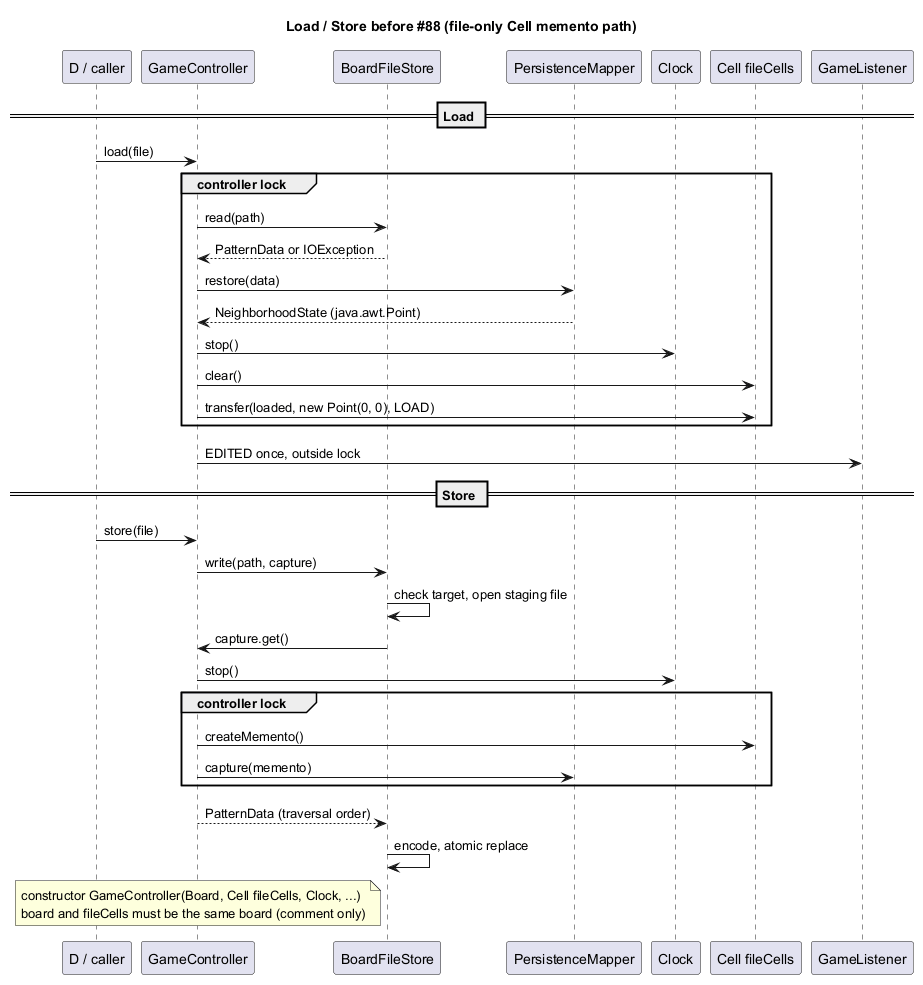 Load / Store before #88 (file-only Cell memento path)
D / caller
GameController
BoardFileStore
PersistenceMapper
Clock
Cell fileCells
GameListener
Load
load(file)
controller lock
read(path)
PatternData or IOException
restore(data)
NeighborhoodState (java.awt.Point)
stop()
clear()
transfer(loaded, new Point(0, 0), LOAD)
EDITED once, outside lock
Store
store(file)
write(path, capture)
check target, open staging file
capture.get()
stop()
controller lock
createMemento()
capture(memento)
PatternData (traversal order)
encode, atomic replace
constructor GameController(Board, Cell fileCells, Clock, ...)
board and fileCells must be the same board (comment only)
D / caller
GameController
BoardFileStore
PersistenceMapper
Clock
Cell fileCells
GameListener